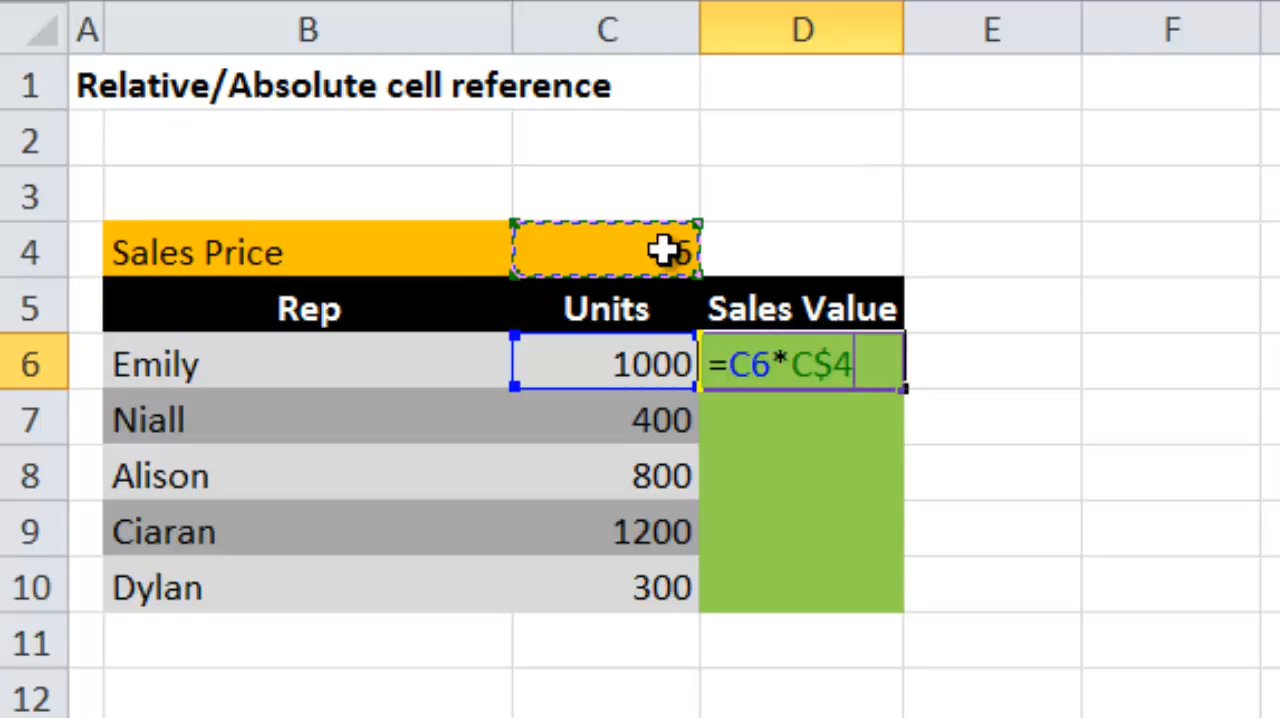 A B C D E F
1 Relative/Absolute cell reference
2
3
4 Sales Price
5 Rep Units Sales Value
6 Emily 1000 =C6*C$4
7 Niall 400
8 Alison 800
9 Ciaran 1200
10 Dylan 300
11
12